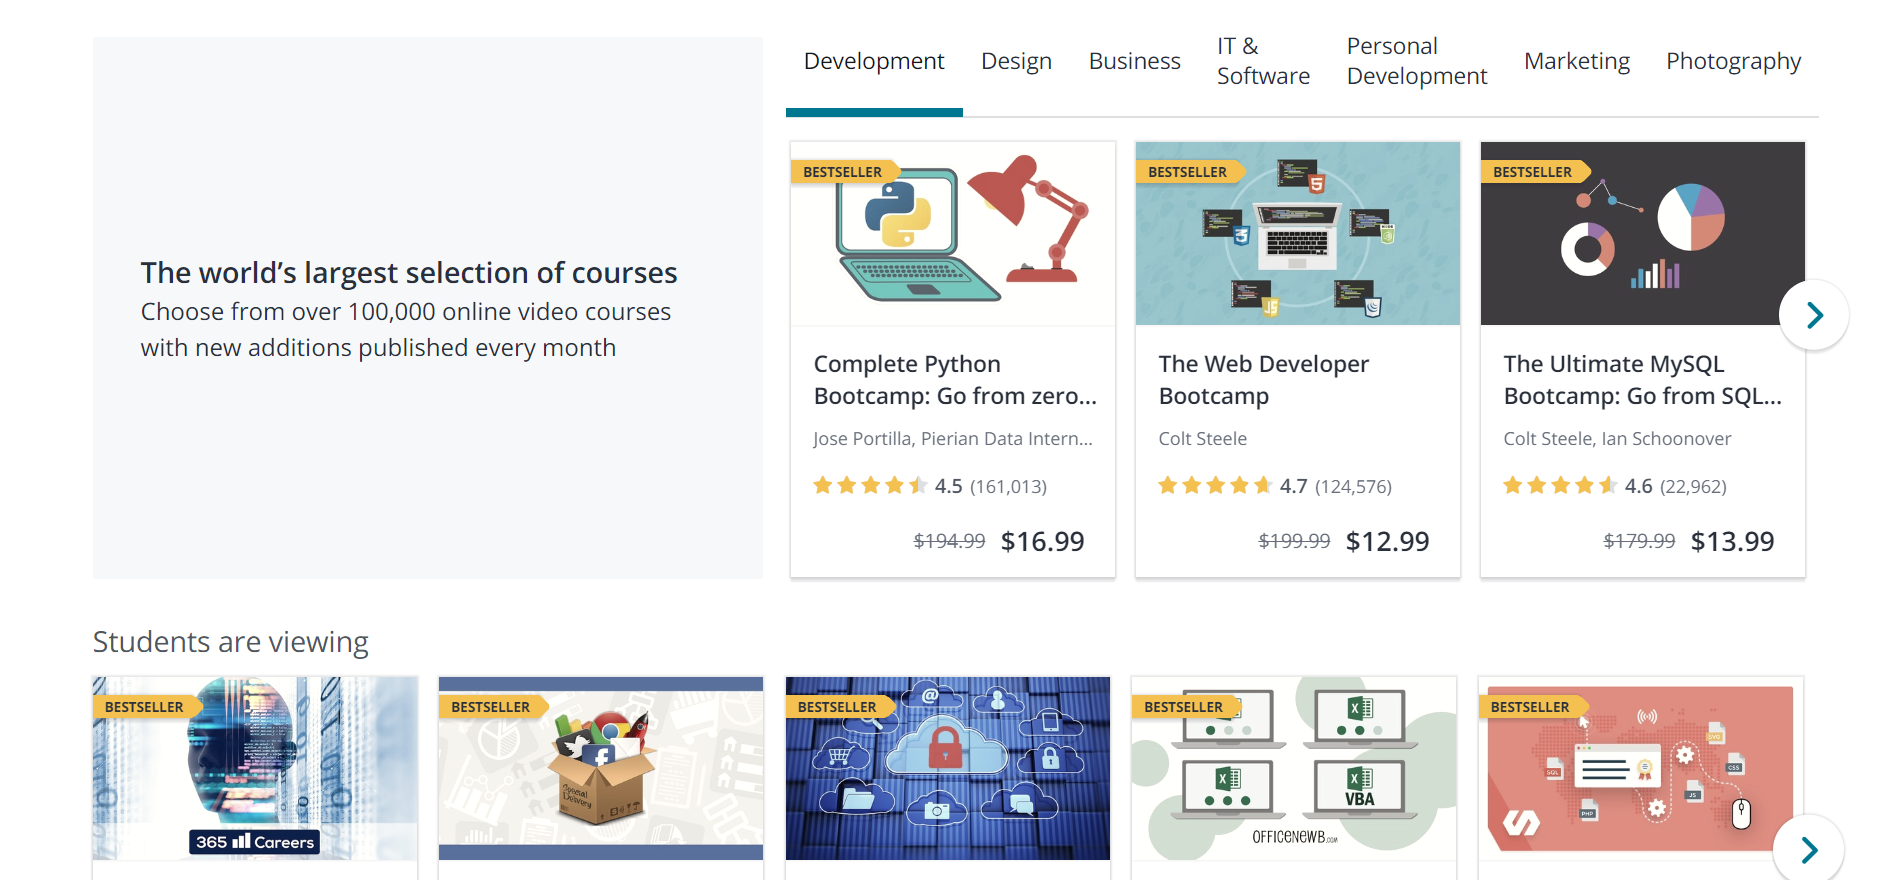 The world’s largest selection of courses
Choose from over 100,000 online video courses
with new additions published every month
Development
Design
Business
IT &
Software
Personal
Development
Marketing
Photography
BESTSELLER
Complete Python
Bootcamp: Go from zero...
Jose Portilla, Pierian Data Intern...
4.5 (161,013)
$194.99 $16.99
BESTSELLER
The Web Developer
Bootcamp
Colt Steele
4.7 (124,576)
$199.99 $12.99
BESTSELLER
The Ultimate MySQL
Bootcamp: Go from SQL...
Colt Steele, Ian Schoonover
4.6 (22,962)
$179.99 $13.99
Students are viewing
BESTSELLER
365 Careers
BESTSELLER
Special
Delivery
BESTSELLER
BESTSELLER
VBA
OFFICENEWB.COM
BESTSELLER
SVG
SQL
CSS
JS
PHP